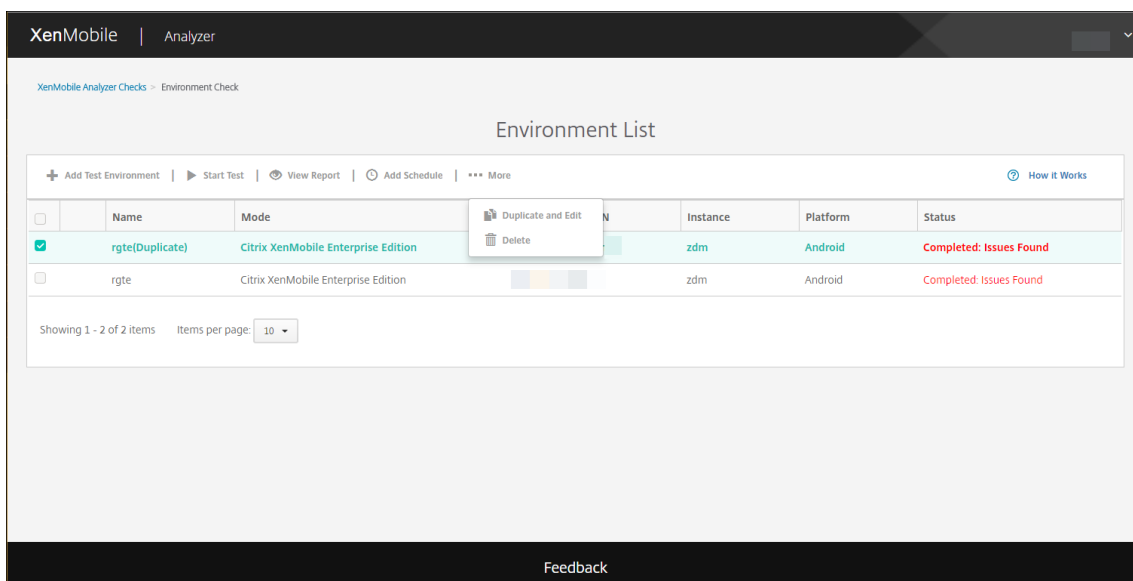 XenMobile | Analyzer
XenMobile Analyzer Checks > Environment Check
Environment List
Add Test Environment | Start Test | View Report | Add Schedule | ••• More
How it Works
Name Mode N Instance Platform Status
Duplicate and Edit
Delete
rgte(Duplicate) Citrix XenMobile Enterprise Edition zdm Android Completed: Issues Found
rgte Citrix XenMobile Enterprise Edition zdm Android Completed: Issues Found
Showing 1 - 2 of 2 items Items per page: 10
Feedback